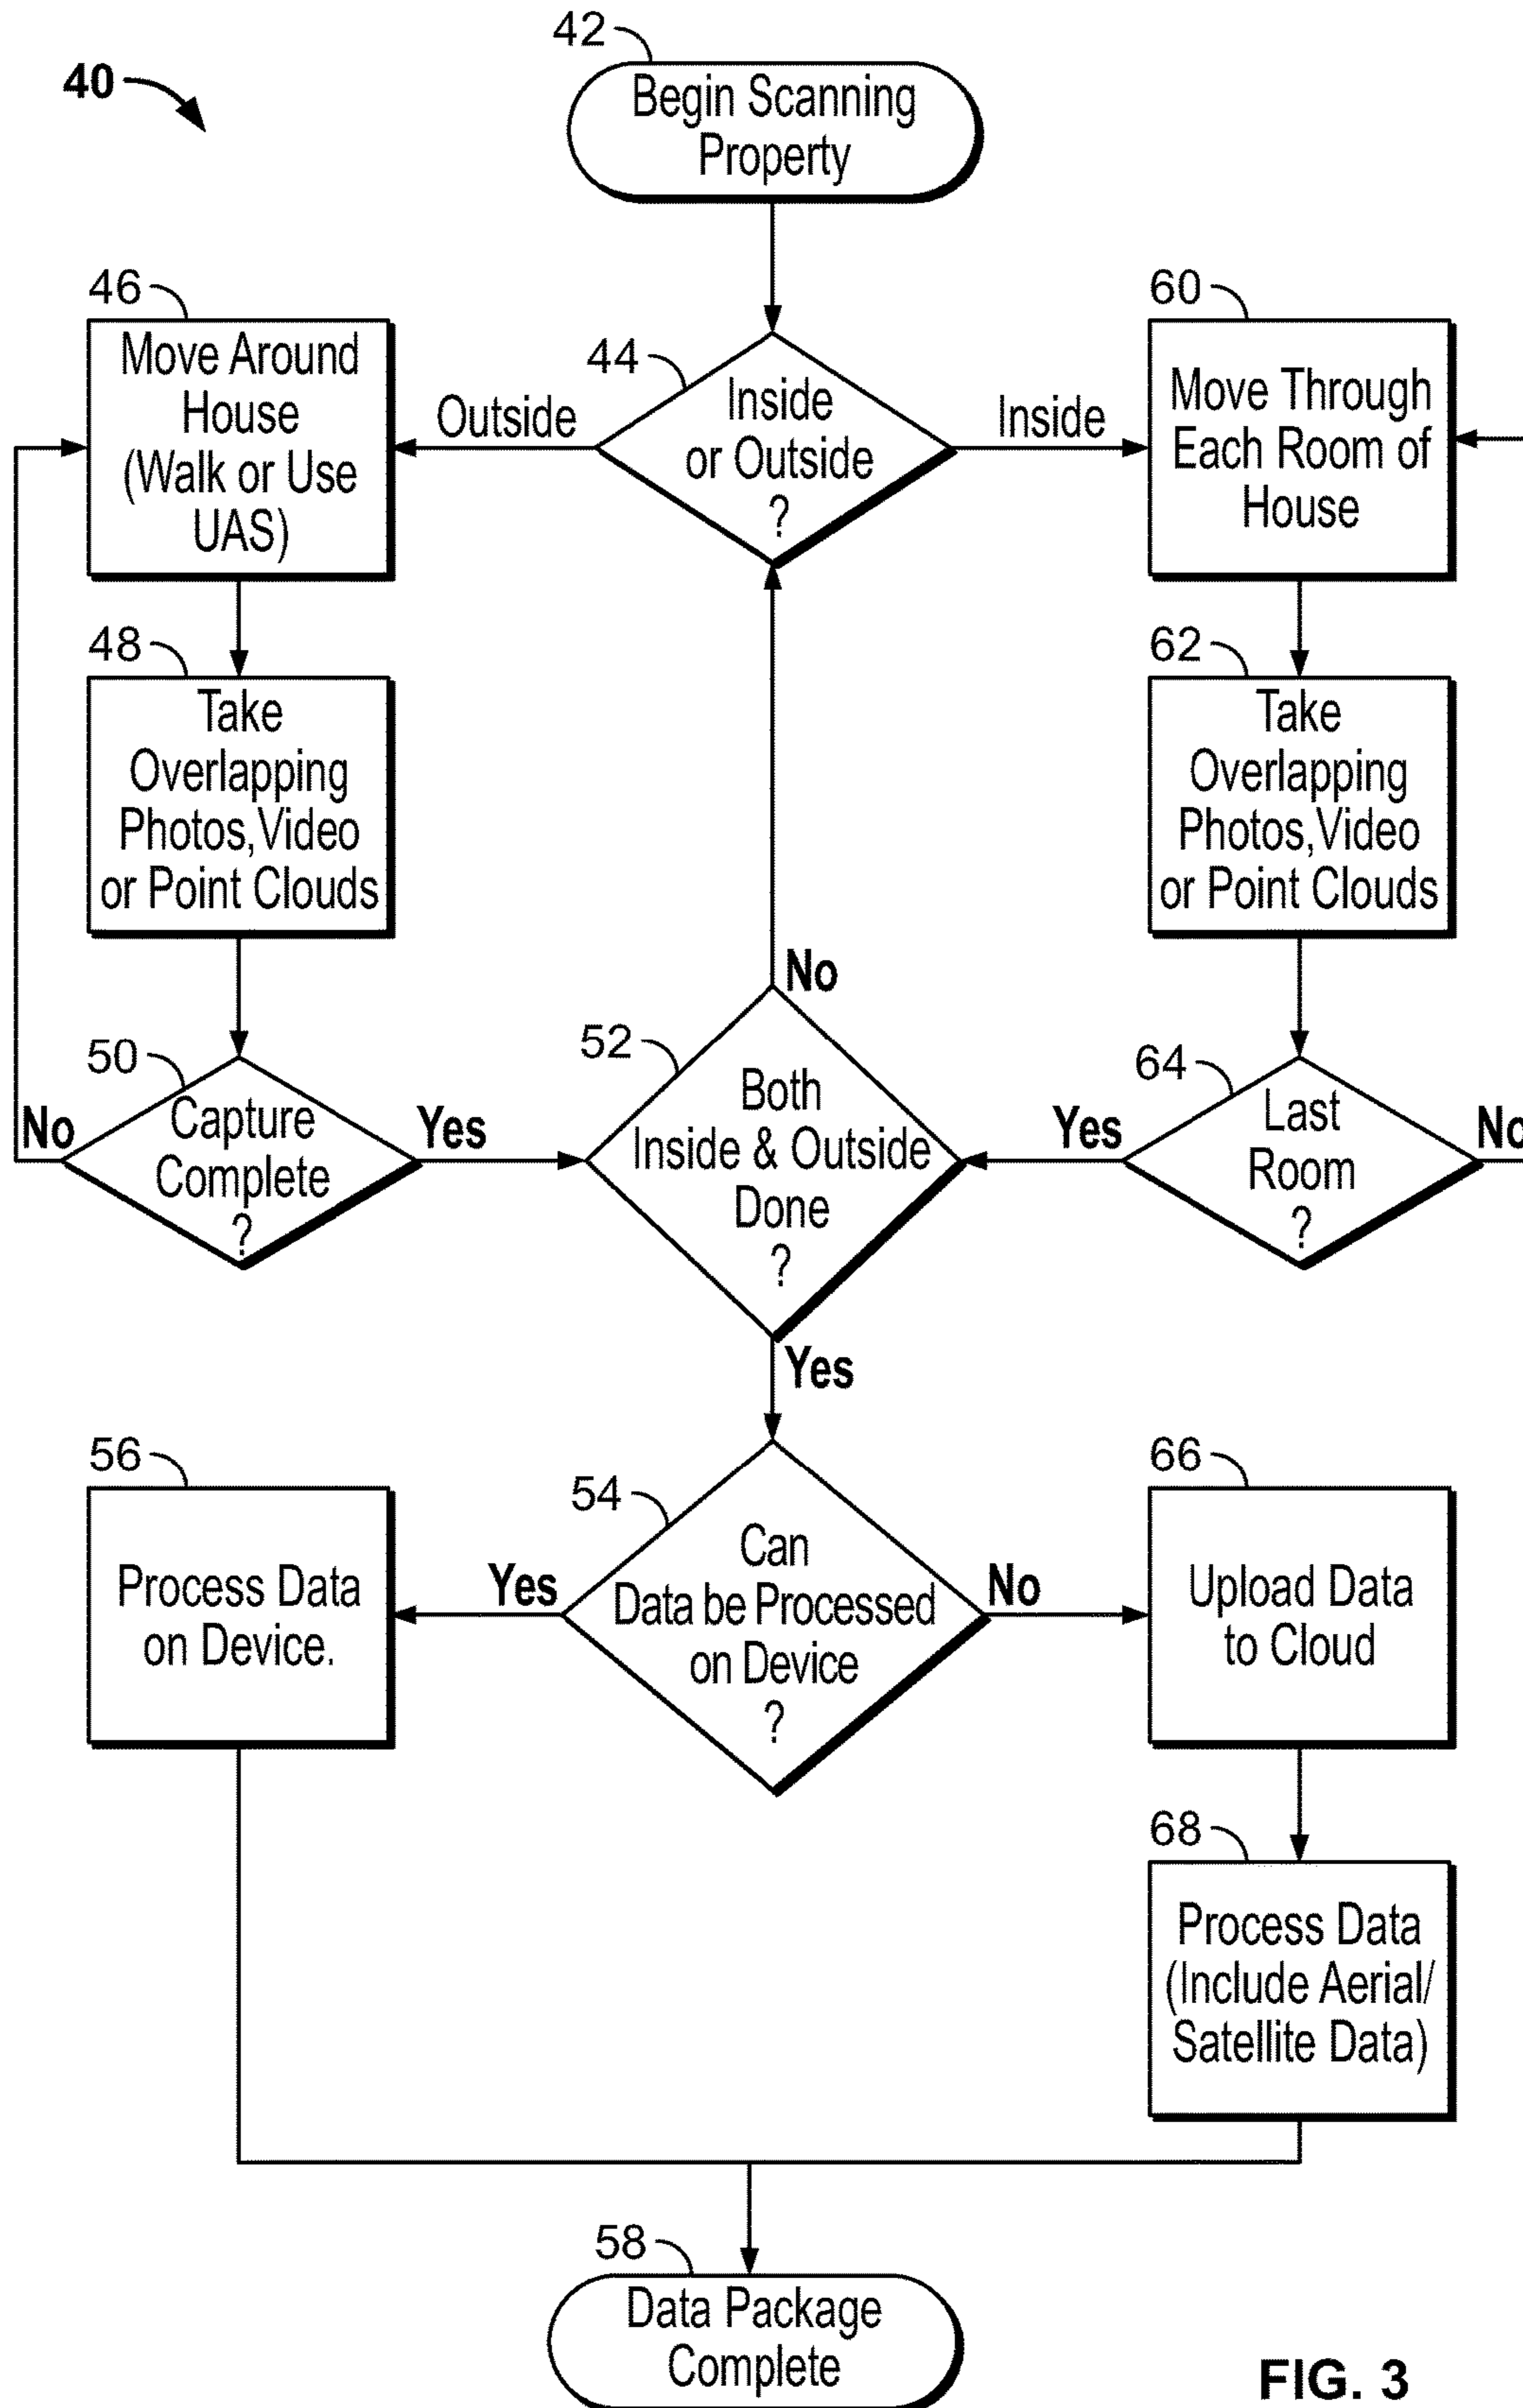 42
40
Begin Scanning
Property
46
Move Around
House
(Walk or Use
UAS)
44
Inside
or Outside
?
Outside
Inside
60
Move Through
Each Room of
House
48
Take
Overlapping
Photos,Video
or Point Clouds
62
Take
Overlapping
Photos,Video
or Point Clouds
50
Capture
Complete
?
No
Yes
52
Both
Inside & Outside
Done
?
No
Yes
64
Last
Room
?
Yes
No
56
Process Data
on Device.
54
Can
Data be Processed
on Device
?
Yes
No
66
Upload Data
to Cloud
68
Process Data
(Include Aerial/
Satellite Data)
58
Data Package
Complete
FIG. 3